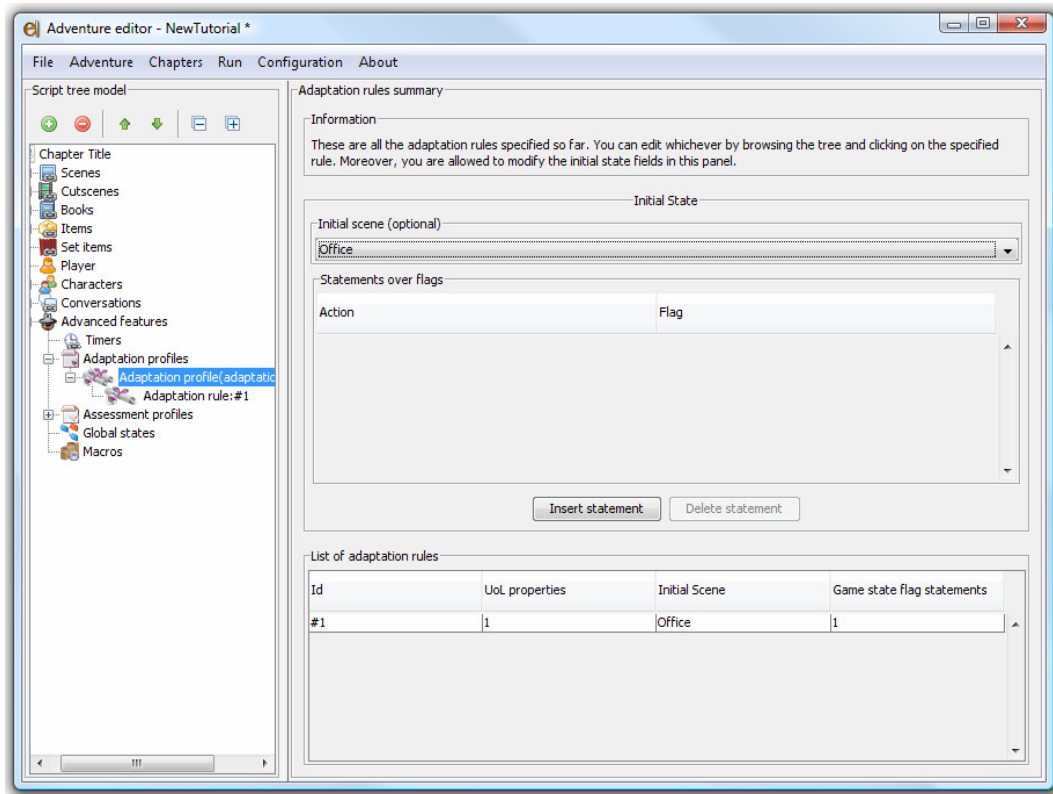 Adventure editor - NewTutorial *
File Adventure Chapters Run Configuration About
Script tree model
Chapter Title
Scenes
Cutscenes
Books
Items
Set items
Player
Characters
Conversations
Advanced features
Timers
Adaptation profiles
Adaptation profile(adaptatic
Adaptation rule:#1
Assessment profiles
Global states
Macros
Adaptation rules summary
Information
These are all the adaptation rules specified so far. You can edit whichever by browsing the tree and clicking on the specified
rule. Moreover, you are allowed to modify the initial state fields in this panel.
Initial State
Initial scene (optional)
Office
Statements over flags
Action Flag
Insert statement Delete statement
List of adaptation rules
Id UoL properties Initial Scene Game state flag statements
#1 1 Office 1